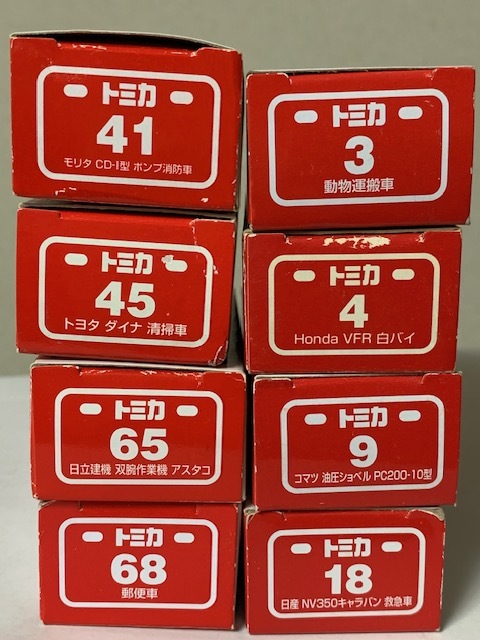 トミカ
41
モリタ CD-Ⅱ型 ポンプ消防車
トミカ
45
トヨタ ダイナ 清掃車
トミカ
65
日立建機 双腕作業機 アスタコ
トミカ
68
郵便車
トミカ
3
動物運搬車
トミカ
4
Honda VFR 白バイ
トミカ
9
コマツ 油圧ショベル PC200-10型
トミカ
18
日産 NV350キャラバン 救急車